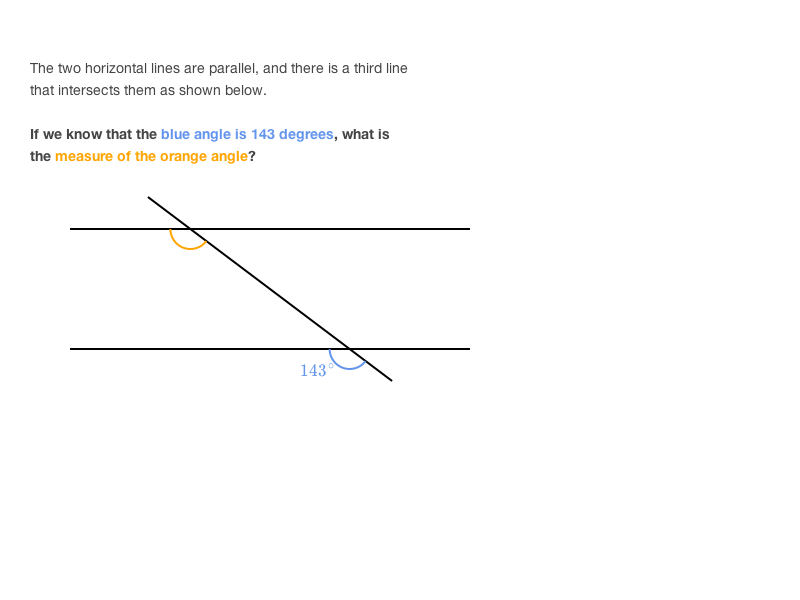 The two horizontal lines are parallel, and there is a third line
that intersects them as shown below.
If we know that the blue angle is 143 degrees, what is
the measure of the orange angle?
143°